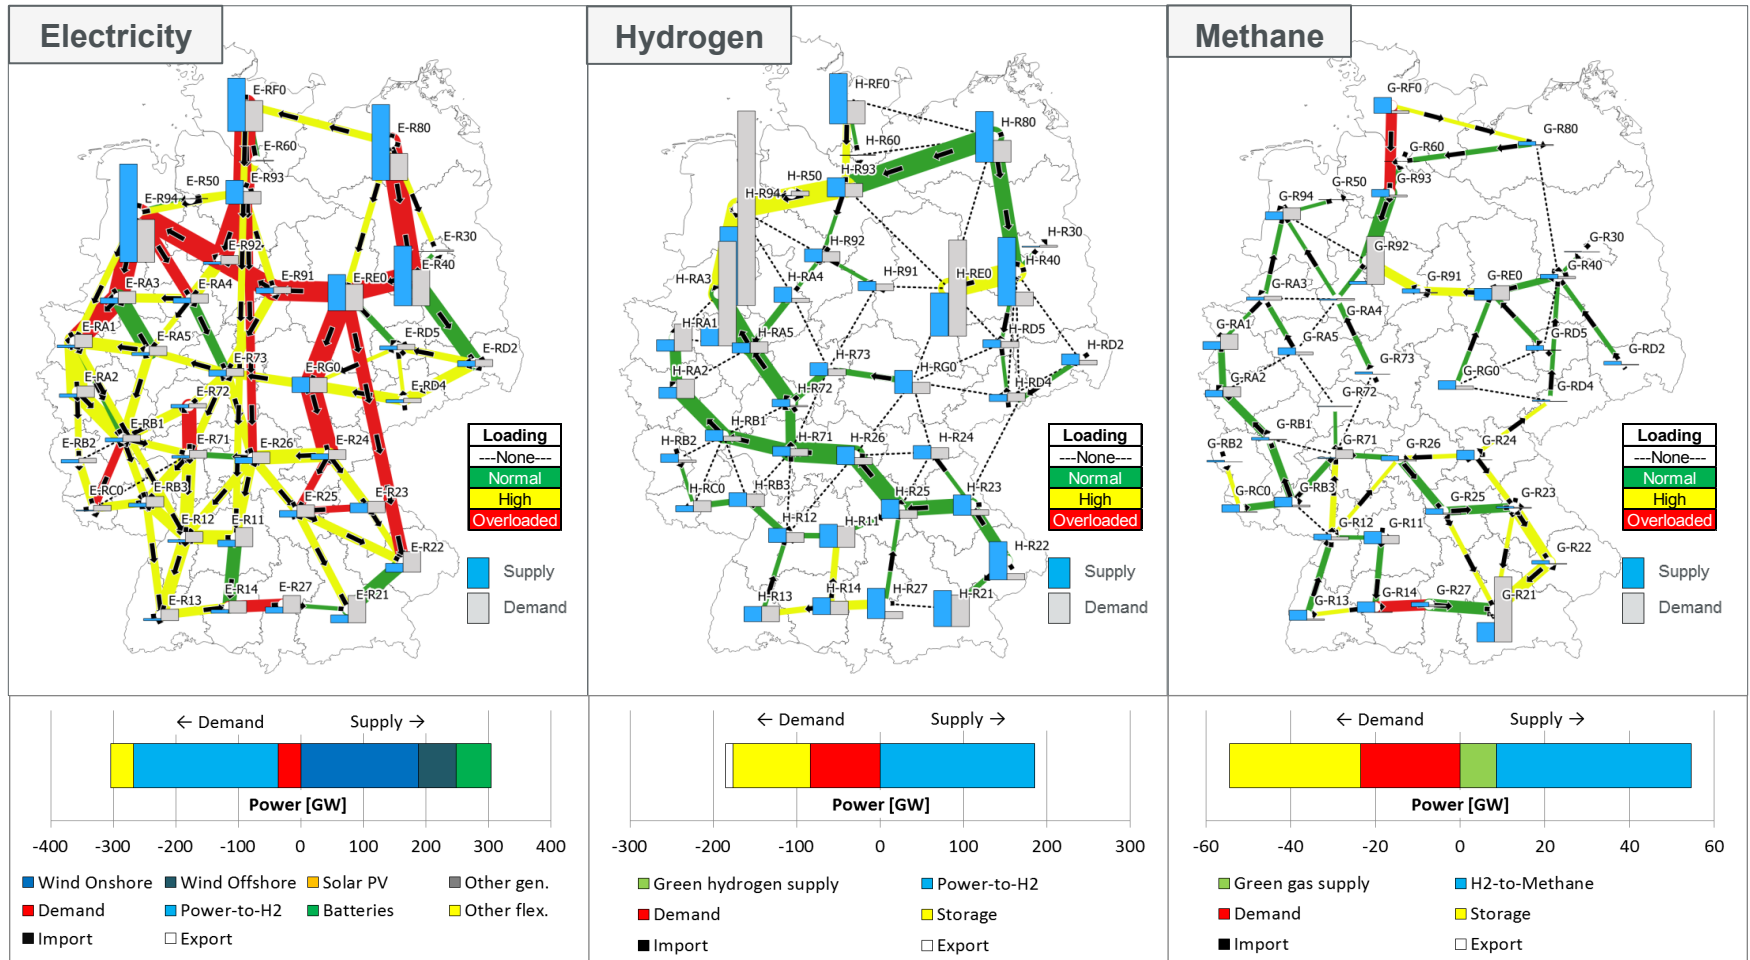 Electricity
E-RF0
E-R80
E-R60
E-R50
E-R93
E-R94
E-R92
E-R30
E-R91
E-RE0
E-R40
E-RA3
E-RA4
E-RA1
E-RA5
E-RD5
E-RD2
E-R73
E-RG0
E-RA2
E-R72
E-RD4
E-RB1
E-RB2
E-R71
E-R26
E-R24
E-RC0
E-RB3
E-R25
E-R23
E-R12
E-R11
E-R22
E-R13
E-R14
E-R27
E-R21
Loading
---None---
Normal
High
Overloaded
Supply
Demand
Hydrogen
H-RF0
H-R80
H-R60
H-R93
H-R50
H-R94
H-R30
H-R92
H-R40
H-RA3
H-RA4
H-R91
H-RE0
H-RA1
H-RA5
H-RD5
H-RD2
H-R73
H-RG0
H-RA2
H-R72
H-RD4
H-RB1
H-RB2
H-R71
H-R26
H-R24
H-RC0
H-RB3
H-R25
H-R23
H-R12
H-R11
H-R22
H-R13
H-R14
H-R27
H-R21
Loading
---None---
Normal
High
Overloaded
Supply
Demand
Methane
G-RF0
G-R80
G-R60
G-R93
G-R50
G-R94
G-R92
G-R30
G-R40
G-R91
G-RE0
G-RA3
G-RA4
G-RA1
G-RA5
G-RD5
G-RD2
G-R73
G-RG0
G-RA2
G-R72
G-RD4
G-RB1
G-RB2
G-R71
G-R26
G-R24
G-RC0
G-RB3
G-R25
G-R23
G-R12
G-R11
G-R22
G-R13
G-R14
G-R27
G-R21
Loading
---None---
Normal
High
Overloaded
Supply
Demand
← Demand Supply →
Power [GW]
-400 -300 -200 -100 0 100 200 300 400
Wind Onshore Wind Offshore Solar PV Other gen.
Demand Power-to-H2 Batteries Other flex.
Import Export
← Demand Supply →
Power [GW]
-300 -200 -100 0 100 200 300
Green hydrogen supply Power-to-H2
Demand Storage
Import Export
← Demand Supply →
Power [GW]
-60 -40 -20 0 20 40 60
Green gas supply H2-to-Methane
Demand Storage
Import Export